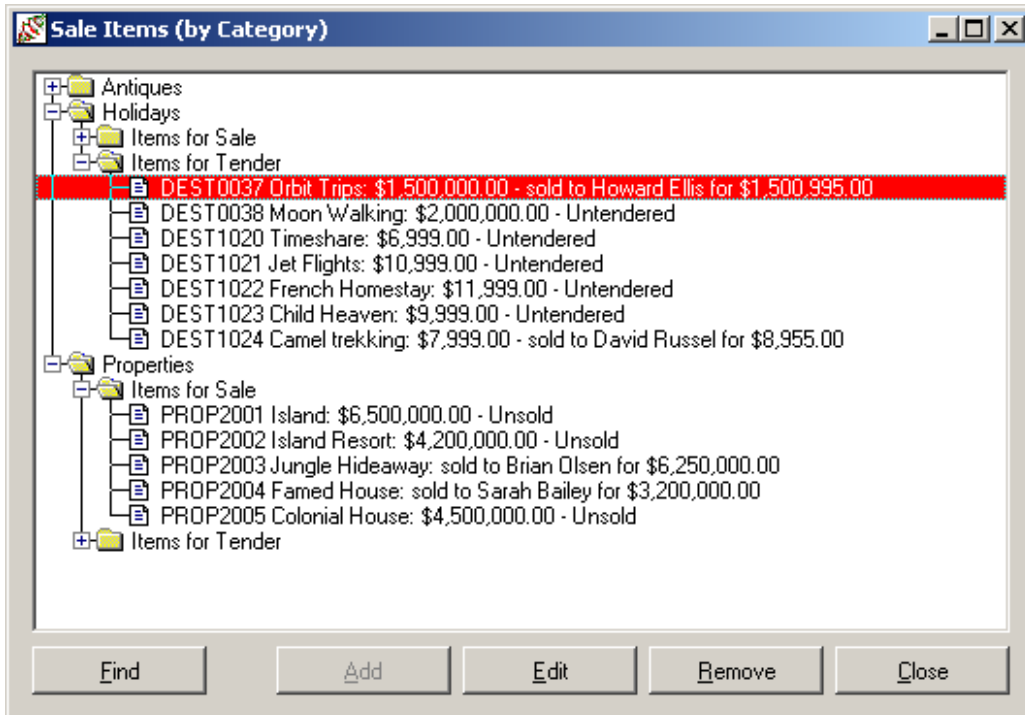 Sale Items (by Category)
Antiques
Holidays
Items for Sale
Items for Tender
DEST0037 Orbit Trips: $1,500,000.00 - sold to Howard Ellis for $1,500,995.00
DEST0038 Moon Walking: $2,000,000.00 - Untendered
DEST1020 Timeshare: $6,999.00 - Untendered
DEST1021 Jet Flights: $10,999.00 - Untendered
DEST1022 French Homestay: $11,999.00 - Untendered
DEST1023 Child Heaven: $9,999.00 - Untendered
DEST1024 Camel trekking: $7,999.00 - sold to David Russel for $8,955.00
Properties
Items for Sale
PROP2001 Island: $6,500,000.00 - Unsold
PROP2002 Island Resort: $4,200,000.00 - Unsold
PROP2003 Jungle Hideaway: sold to Brian Olsen for $6,250,000.00
PROP2004 Famed House: sold to Sarah Bailey for $3,200,000.00
PROP2005 Colonial House: $4,500,000.00 - Unsold
Items for Tender
Find Add Edit Remove Close